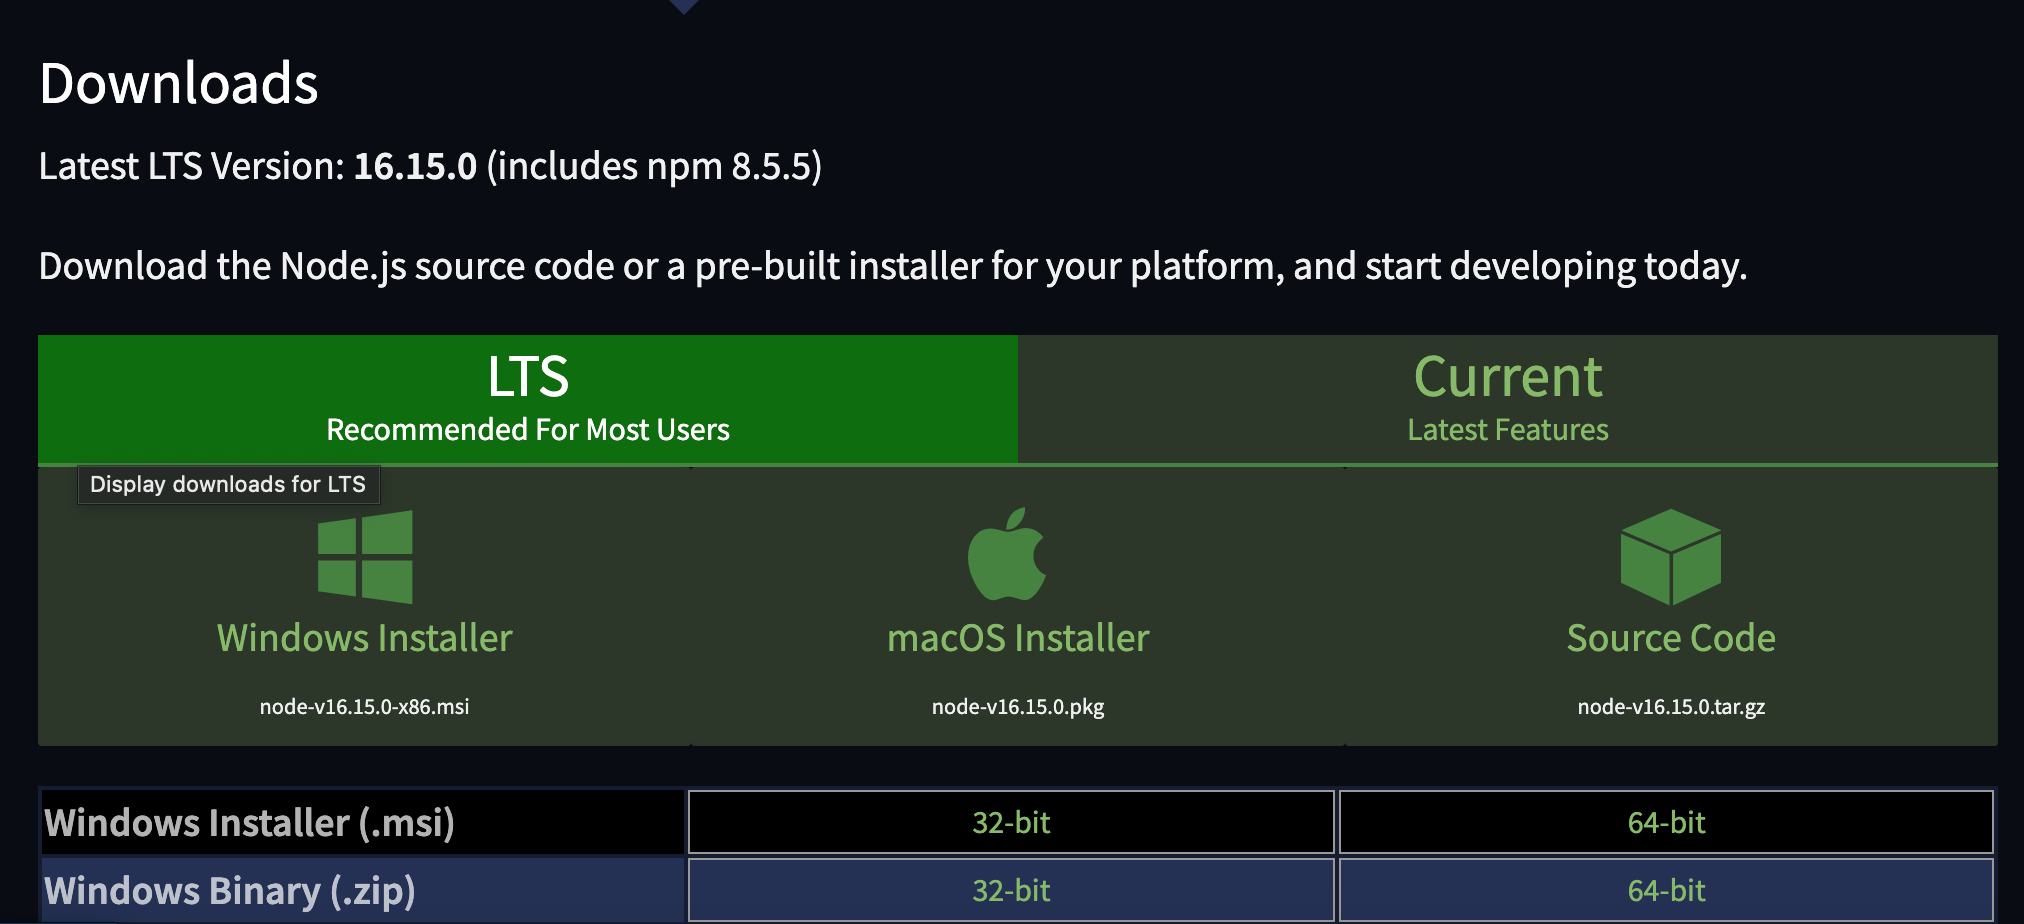 Downloads
Latest LTS Version: 16.15.0 (includes npm 8.5.5)
Download the Node.js source code or a pre-built installer for your platform, and start developing today.
LTS
Recommended For Most Users
Current
Latest Features
Display downloads for LTS
Windows Installer
node-v16.15.0-x86.msi
macOS Installer
node-v16.15.0.pkg
Source Code
node-v16.15.0.tar.gz
Windows Installer (.msi) 32-bit 64-bit
Windows Binary (.zip) 32-bit 64-bit